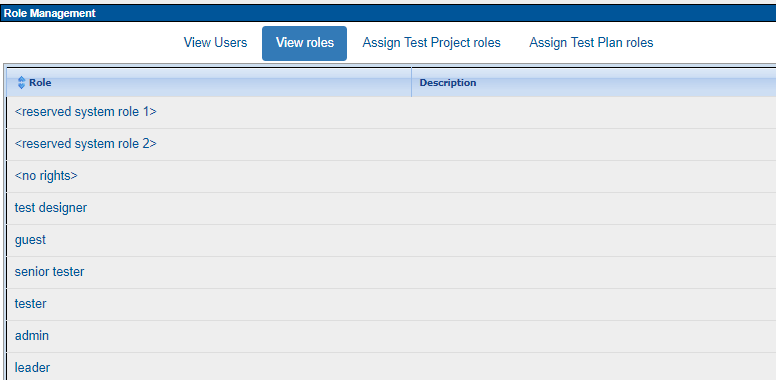 Role Management
View Users View roles Assign Test Project roles Assign Test Plan roles
Role Description
<reserved system role 1>
<reserved system role 2>
<no rights>
test designer
guest
senior tester
tester
admin
leader